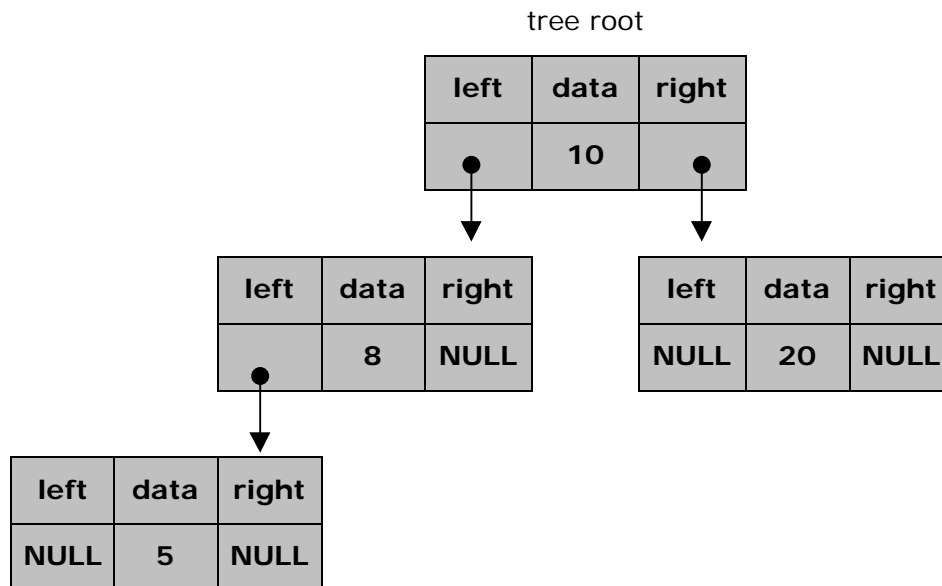 tree root
left data right
10
left data right
8 NULL
left data right
NULL 20 NULL
left data right
NULL 5 NULL